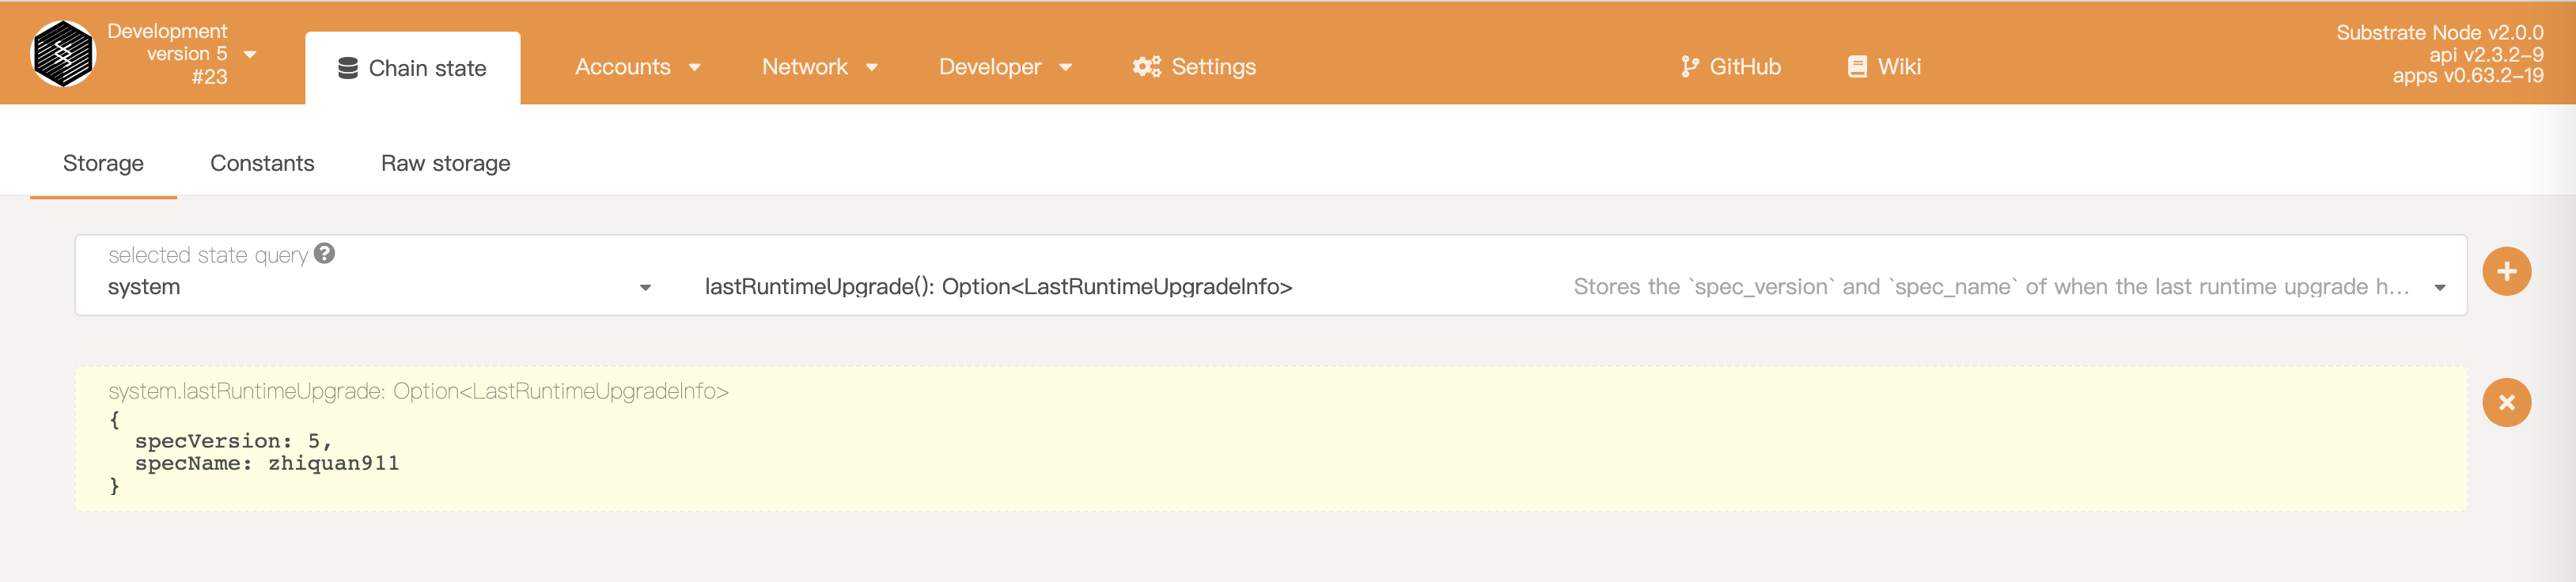 Development
version 5
#23
Chain state
Accounts
Network
Developer
Settings
GitHub
Wiki
Substrate Node v2.0.0
api v2.3.2-9
apps v0.63.2-19
Storage
Constants
Raw storage
selected state query
system
lastRuntimeUpgrade(): Option<LastRuntimeUpgradeInfo>
Stores the `spec_version` and `spec_name` of when the last runtime upgrade h...
system.lastRuntimeUpgrade: Option<LastRuntimeUpgradeInfo>
{
  specVersion: 5,
  specName: zhiquan911
}